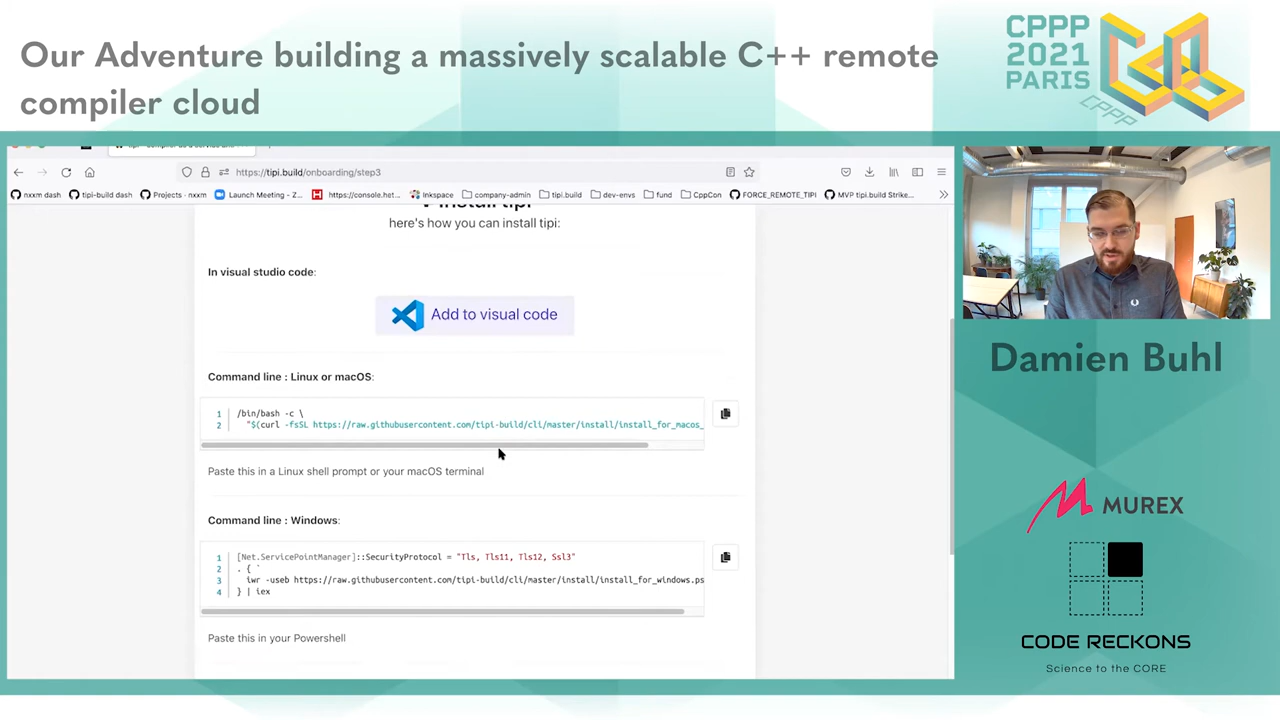 Our Adventure building a massively scalable C++ remote
compiler cloud
CPPP
2021
PARIS
CPPP
https://tipi.build/onboarding/step3
nxxm dash
tipi-build dash
Projects - nxxm
Launch Meeting - Z...
https://console.het...
Inkspace
company-admin
tipi.build
dev-envs
fund
CppCon
FORCE_REMOTE_TIPI
MVP tipi.build Strike...
here's how you can install tipi:
In visual studio code:
Add to visual code
Command line : Linux or macOS:
1 /bin/bash -c \
2 "$(curl -fsSL https://raw.githubusercontent.com/tipi-build/cli/master/install/install_for_macos_
Paste this in a Linux shell prompt or your macOS terminal
Command line : Windows:
1 [Net.ServicePointManager]::SecurityProtocol = "Tls, Tls11, Tls12, Ssl3"
2 . { `
3 iwr -useb https://raw.githubusercontent.com/tipi-build/cli/master/install/install_for_windows.ps
4 } | iex
Paste this in your Powershell
Damien Buhl
MUREX
CODE RECKONS
Science to the CORE